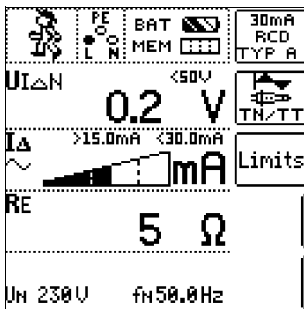 PE
L N
BAT
MEM
30mA
RCD
TYP A
UI△N
<50V
0.2 V
TN/TT
I△
~
>15.0mA <30.0mA
mA
Limits
RE
5 Ω
UN 230V fN50.0Hz